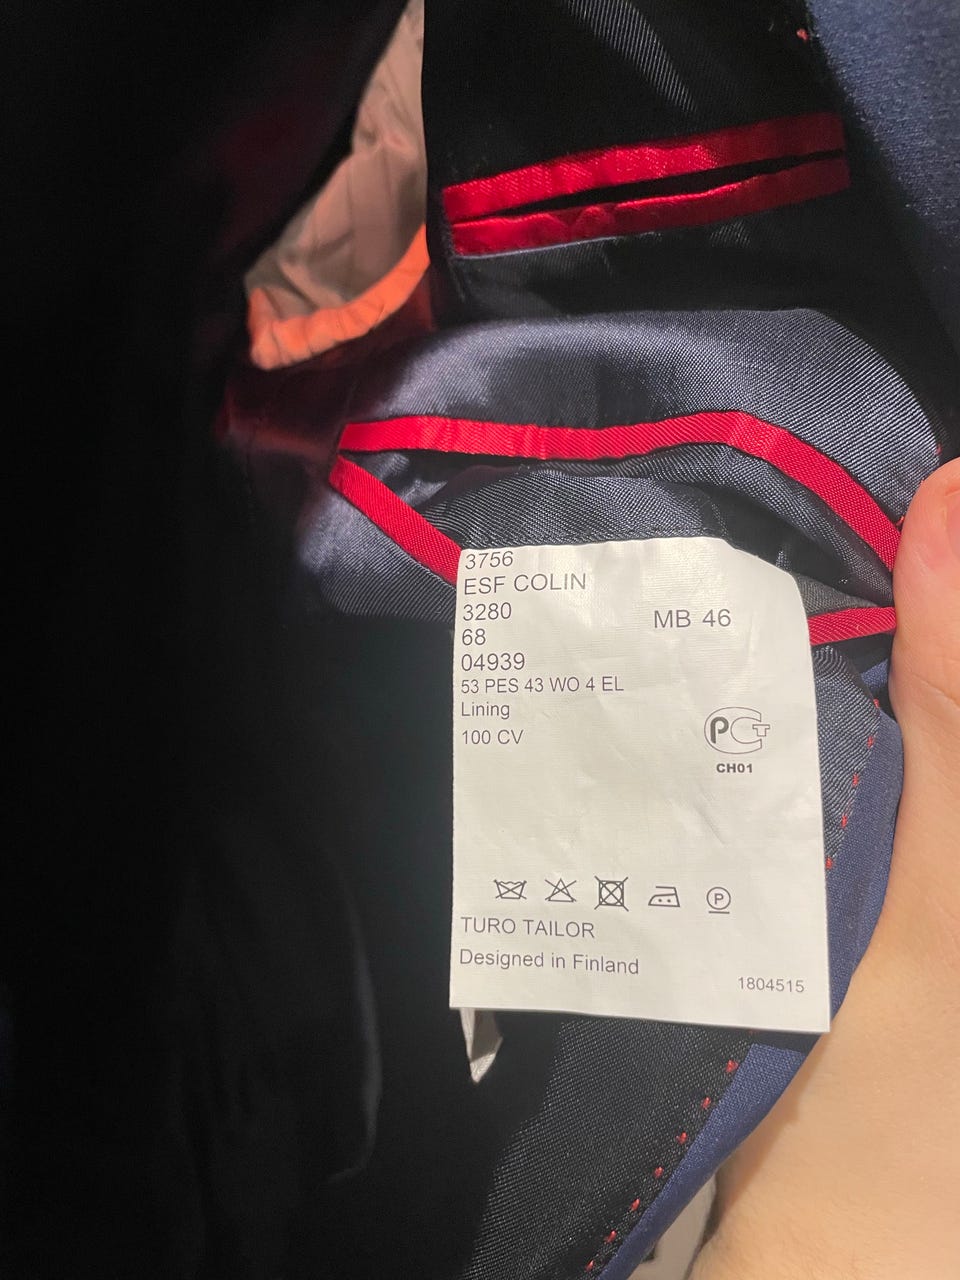 3756
ESF COLIN
3280
MB 46
68
04939
53 PES 43 WO 4 EL
Lining
100 CV
РСТ
CH01
P
TURO TAILOR
Designed in Finland
1804515